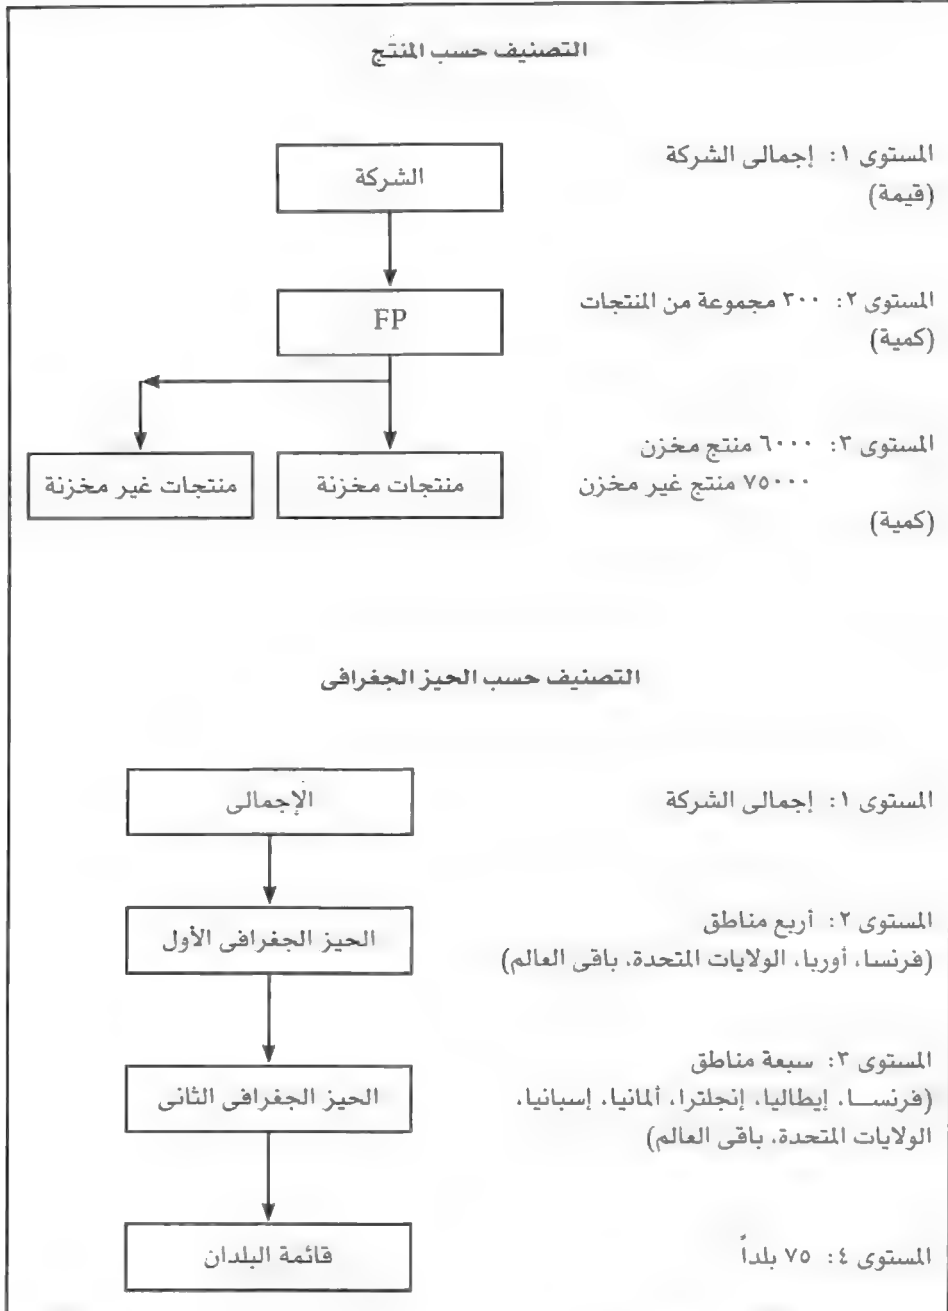 التصنيف حسب المنتج
المستوى ١: إجمالى الشركة
(قيمة)
الشركة
المستوى ٢: ٣٠٠ مجموعة من المنتجات
(كمية)
FP
المستوى ٣: ٦٠٠٠ منتج مخزن
٧٥٠٠٠ منتج غير مخزن
(كمية)
منتجات مخزنة
منتجات غير مخزنة
التصنيف حسب الحيز الجغرافى
المستوى ١: إجمالى الشركة
الإجمالى
المستوى ٢: أربع مناطق
(فرنسا، أوربا، الولايات المتحدة، باقى العالم)
الحيز الجغرافى الأول
المستوى ٣: سبعة مناطق
(فرنسـا، إيطاليا، إنجلترا، ألمانيا، إسبانيا،
الولايات المتحدة، باقى العالم)
الحيز الجغرافى الثانى
المستوى ٤: ٧٥ بلداً
قائمة البلدان